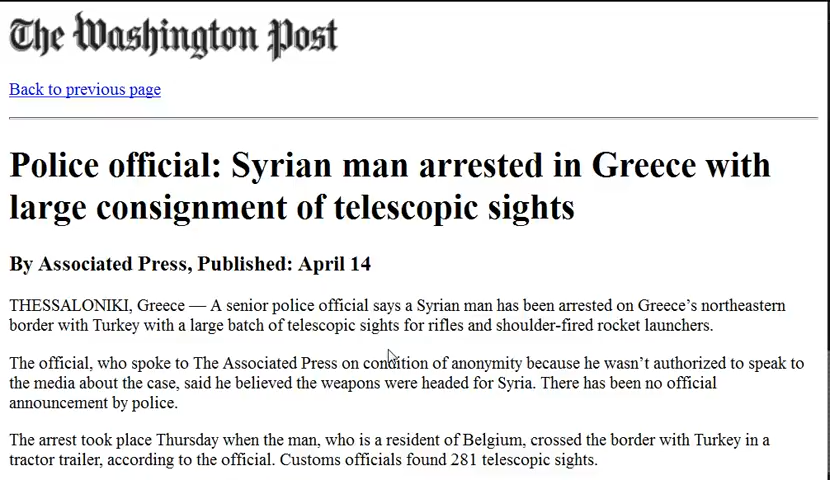 The Washington Post
Back to previous page
Police official: Syrian man arrested in Greece with
large consignment of telescopic sights
By Associated Press, Published: April 14
THESSALONIKI, Greece — A senior police official says a Syrian man has been arrested on Greece’s northeastern
border with Turkey with a large batch of telescopic sights for rifles and shoulder-fired rocket launchers.
The official, who spoke to The Associated Press on condition of anonymity because he wasn’t authorized to speak to
the media about the case, said he believed the weapons were headed for Syria. There has been no official
announcement by police.
The arrest took place Thursday when the man, who is a resident of Belgium, crossed the border with Turkey in a
tractor trailer, according to the official. Customs officials found 281 telescopic sights.